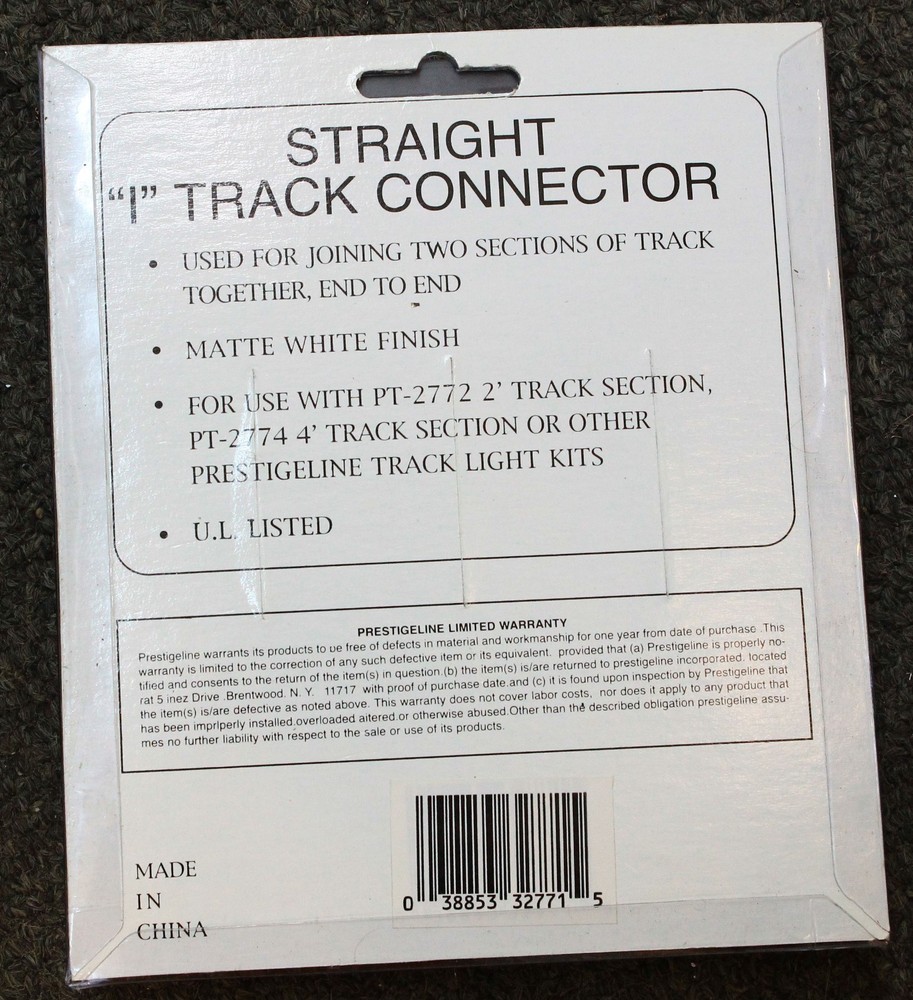 STRAIGHT
“I” TRACK CONNECTOR
• USED FOR JOINING TWO SECTIONS OF TRACK
TOGETHER, END TO END
• MATTE WHITE FINISH
• FOR USE WITH PT-2772 2’ TRACK SECTION,
PT-2774 4’ TRACK SECTION OR OTHER
PRESTIGELINE TRACK LIGHT KITS
• U.L. LISTED
PRESTIGELINE LIMITED WARRANTY
Prestigeline warrants its products to be free of defects in material and workmanship for one year from date of purchase .This
warranty is limited to the correction of any such defective item or its equivalent. provided that (a) Prestigeline is properly no-
tified and consents to the return of the item(s) in question.(b) the item(s) is/are returned to prestigeline incorporated. located
rat 5 inez Drive .Brentwood. N. Y. 11717 with proof of purchase date.and (c) it is found upon inspection by Prestigeline that
the item(s) is/are defective as noted above. This warranty does not cover labor costs, nor does it apply to any product that
has been imprlperly installed.overloaded aitered.or otherwise abused.Other than the described obligation prestigeline assu-
mes no further liability with respect to the sale or use of its products.
MADE
IN
CHINA
0 38853 32771 5